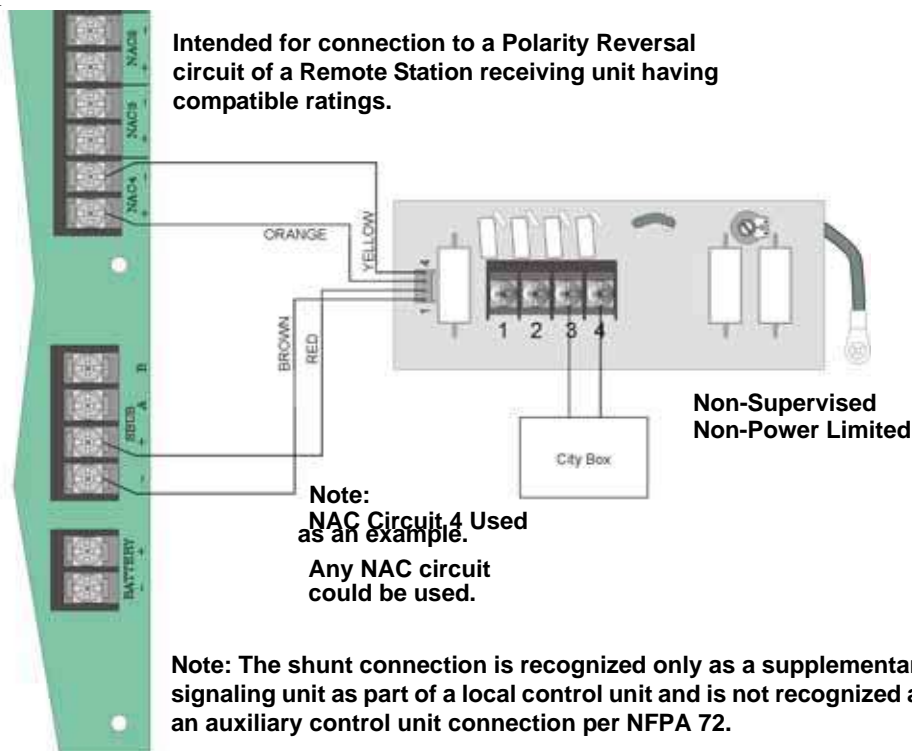 Intended for connection to a Polarity Reversal
circuit of a Remote Station receiving unit having
compatible ratings.
NAC2
- +
NAC3
- +
NAC4
- +
ORANGE
YELLOW
BROWN
RED
4
1
1 2 3 4
City Box
Non-Supervised
Non-Power Limited
B
A
SBUS
+ -
BATTERY
+ -
Note:
NAC Circuit 4 Used
as an example.
Any NAC circuit
could be used.
Note: The shunt connection is recognized only as a supplementar
signaling unit as part of a local control unit and is not recognized a
an auxiliary control unit connection per NFPA 72.